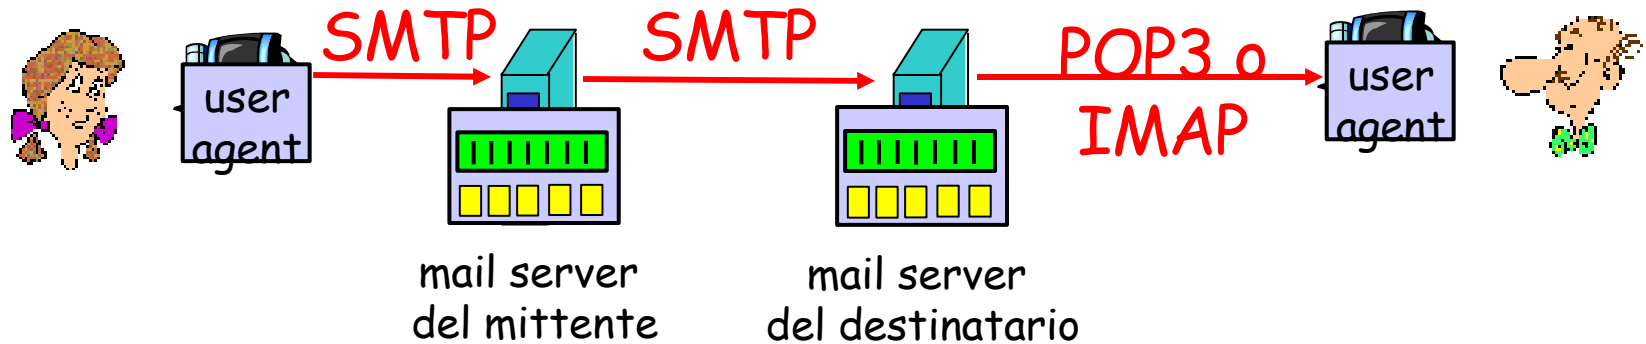 SMTP
SMTP
POP3 o
IMAP
user
agent
user
agent
mail server
del mittente
mail server
del destinatario